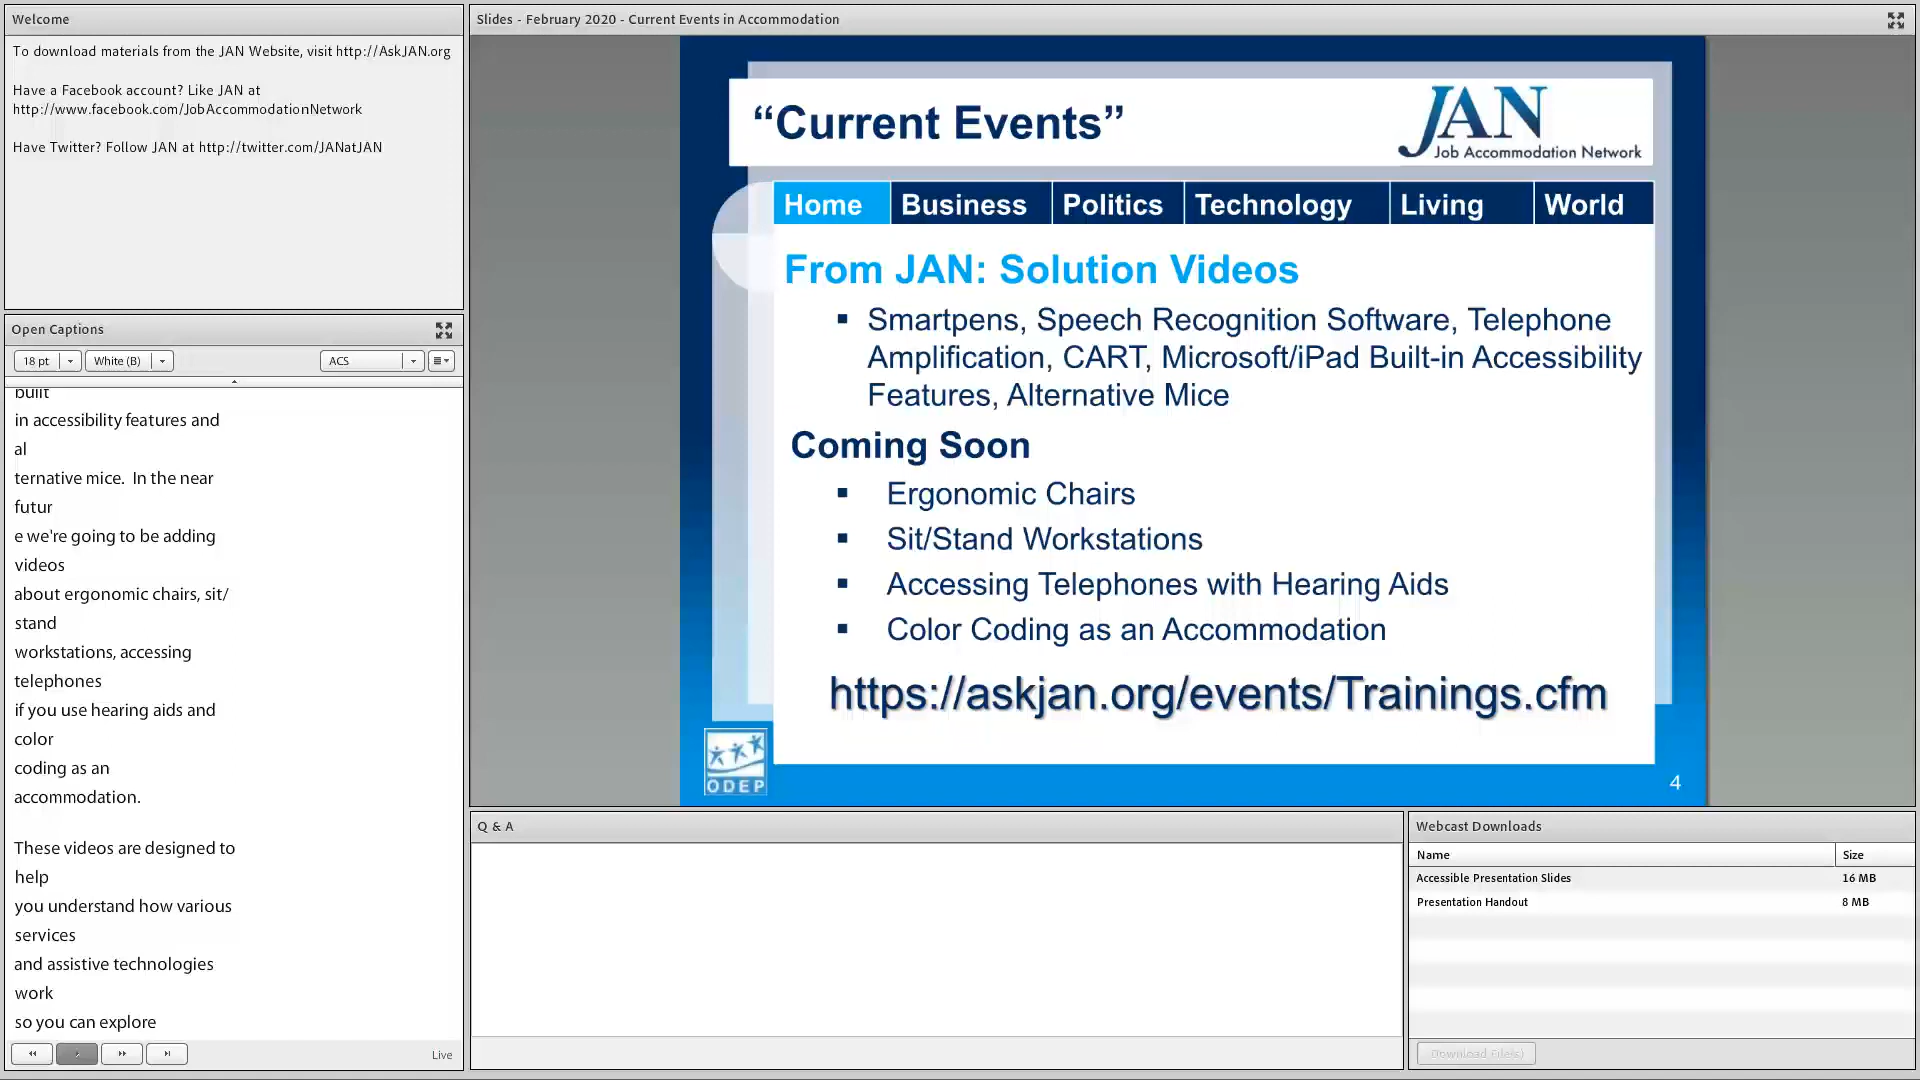 Welcome
To download materials from the JAN Website, visit http://AskJAN.org
Have a Facebook account? Like JAN at
http://www.facebook.com/JobAccommodationNetwork
Have Twitter? Follow JAN at http://twitter.com/JANatJAN
Open Captions
18 pt
White (B)
ACS
built
in accessibility features and
al
ternative mice.  In the near
futur
e we're going to be adding
videos
about ergonomic chairs, sit/
stand
workstations, accessing
telephones
if you use hearing aids and
color
coding as an
accommodation.
These videos are designed to
help
you understand how various
services
and assistive technologies
work
so you can explore
Live
Slides - February 2020 - Current Events in Accommodation
“Current Events”
JAN
Job Accommodation Network
Home Business Politics Technology Living World
From JAN: Solution Videos
▪ Smartpens, Speech Recognition Software, Telephone
Amplification, CART, Microsoft/iPad Built-in Accessibility
Features, Alternative Mice
Coming Soon
▪ Ergonomic Chairs
▪ Sit/Stand Workstations
▪ Accessing Telephones with Hearing Aids
▪ Color Coding as an Accommodation
https://askjan.org/events/Trainings.cfm
ODEP
4
Q & A
Webcast Downloads
Name Size
Accessible Presentation Slides 16 MB
Presentation Handout 8 MB
Download File(s)